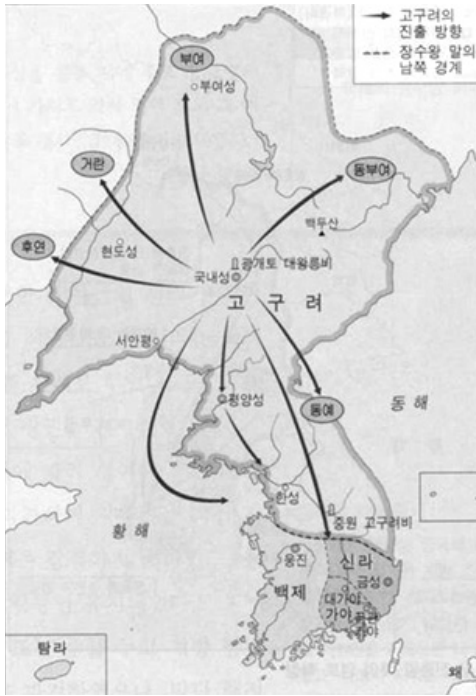 고구려의
진출 방향
장수왕 말의
남쪽 경계
부여
부여성
거란
동부여
백두산
후연
현도성
광개토 대왕릉비
국내성
고구려
서안평
평양성
동예
동해
한성
중원 고구려비
황해
웅진
신라
금성
백제
대가야
가야
금관
가야
탐라
왜